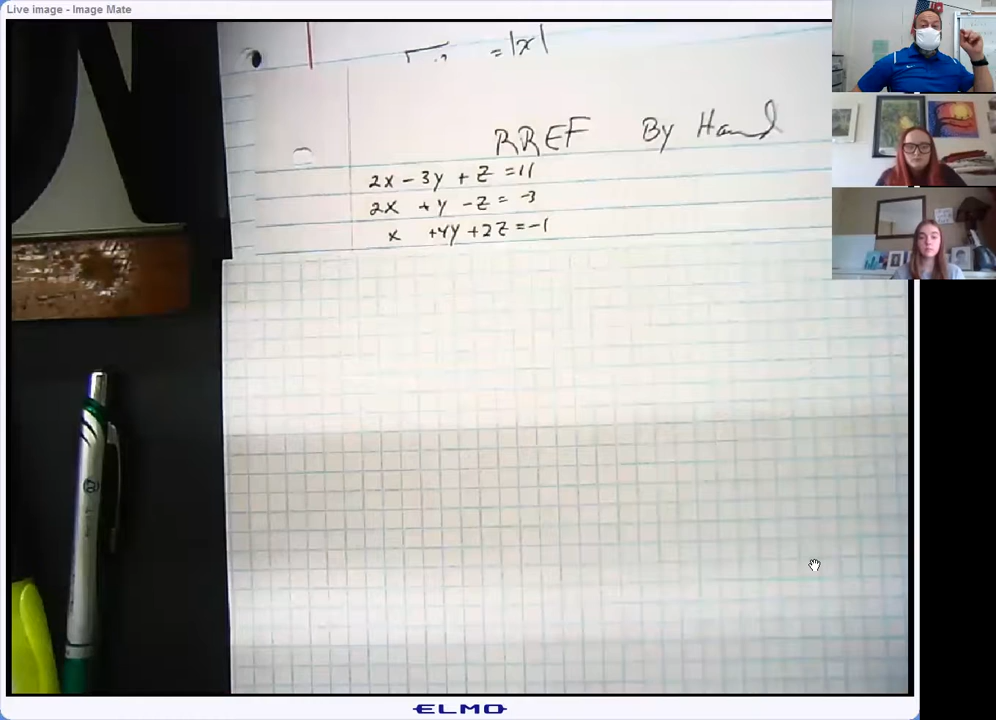 Live image - Image Mate
= |x|
RREF By Hand
2x - 3y + z = 11
2x + y - z = -3
x + 4y + 2z = -1
ELMO